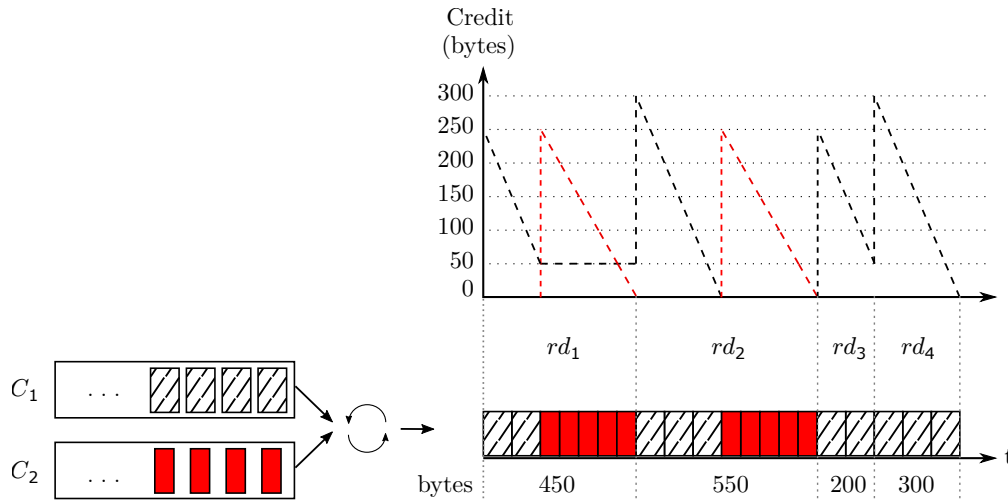 Credit
(bytes)
300
250
200
150
100
50
0
rd₁ rd₂ rd₃ rd₄
C₁ . . .
C₂ . . .
t
bytes 450 550 200 300